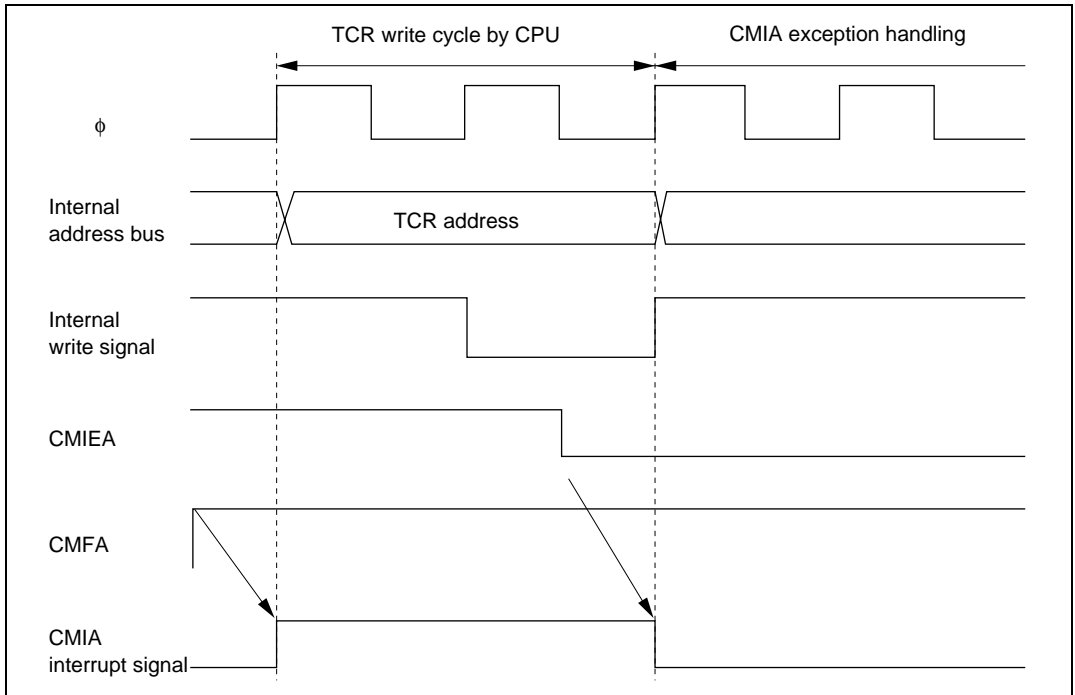 TCR write cycle by CPU
CMIA exception handling
φ
Internal
address bus
TCR address
Internal
write signal
CMIEA
CMFA
CMIA
interrupt signal